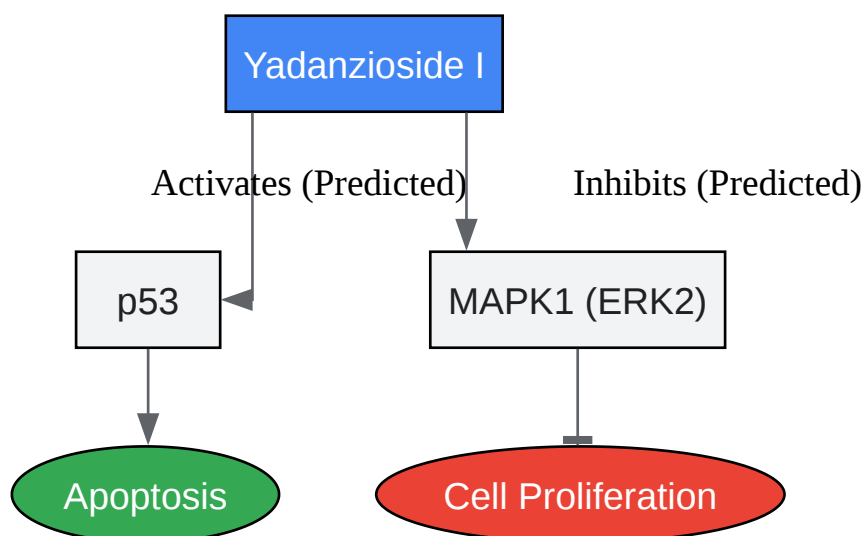 Yadanzioside I
Activates (Predicted)
Inhibits (Predicted)
p53
MAPK1 (ERK2)
Apoptosis
Cell Proliferation